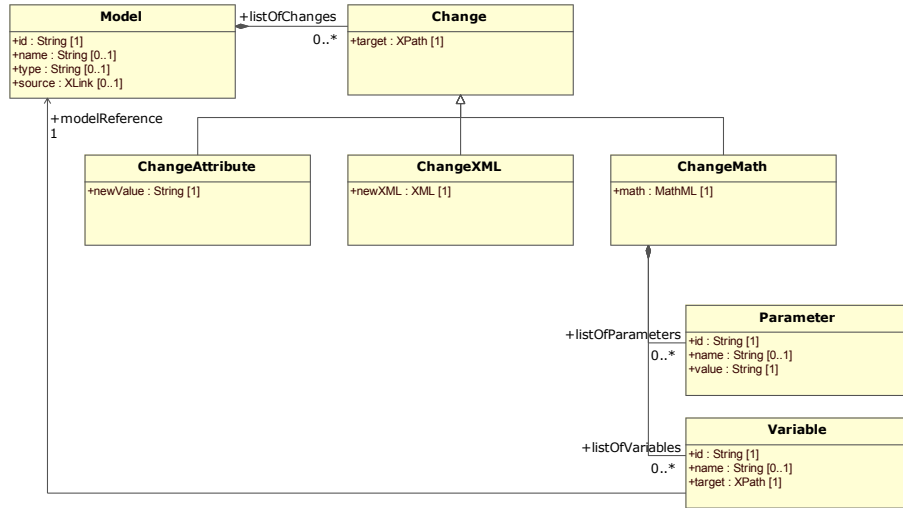 Model
+id : String [1]
+name : String [0..1]
+type : String [0..1]
+source : XLink [0..1]
+listOfChanges
0..*
Change
+target : XPath [1]
+modelReference
1
ChangeAttribute
+newValue : String [1]
ChangeXML
+newXML : XML [1]
ChangeMath
+math : MathML [1]
+listOfParameters
0..*
Parameter
+id : String [1]
+name : String [0..1]
+value : String [1]
+listOfVariables
0..*
Variable
+id : String [1]
+name : String [0..1]
+target : XPath [1]